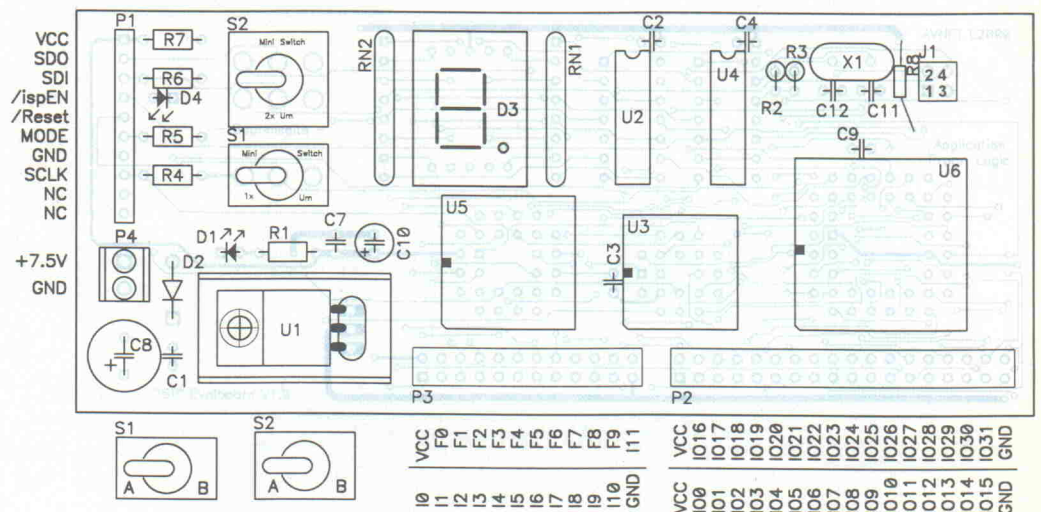 P1
VCC
SDO
SDI
/ispEN
/Reset
MODE
GND
SCLK
NC
NC
P4
+7.5V
GND
R7
R6
D4
R5
R4
S2
Mini Switch
2x Um
S1
Mini Switch
1x Um
RN2
D3
RN1
C2
C4
U2
U4
R3
R2
X1
R8
J1
2 4
1 3
C12
C11
C9
U6
U5
U3
C3
D1
R1
C7
C10
D2
U1
C8
+
C1
P3
P2
S1
A
B
S2
A
B
VCC F0 F1 F2 F3 F4 F5 F6 F7 F8 F9 I11
I0 I1 I2 I3 I4 I5 I6 I7 I8 I9 I10 GND
VCC IO16 IO17 IO18 IO19 IO20 IO21 IO22 IO23 IO24 IO25 IO26 IO27 IO28 IO29 IO30 IO31 GND
VCC IO0 IO1 IO2 IO3 IO4 IO5 IO6 IO7 IO8 IO9 IO10 IO11 IO12 IO13 IO14 IO15 GND